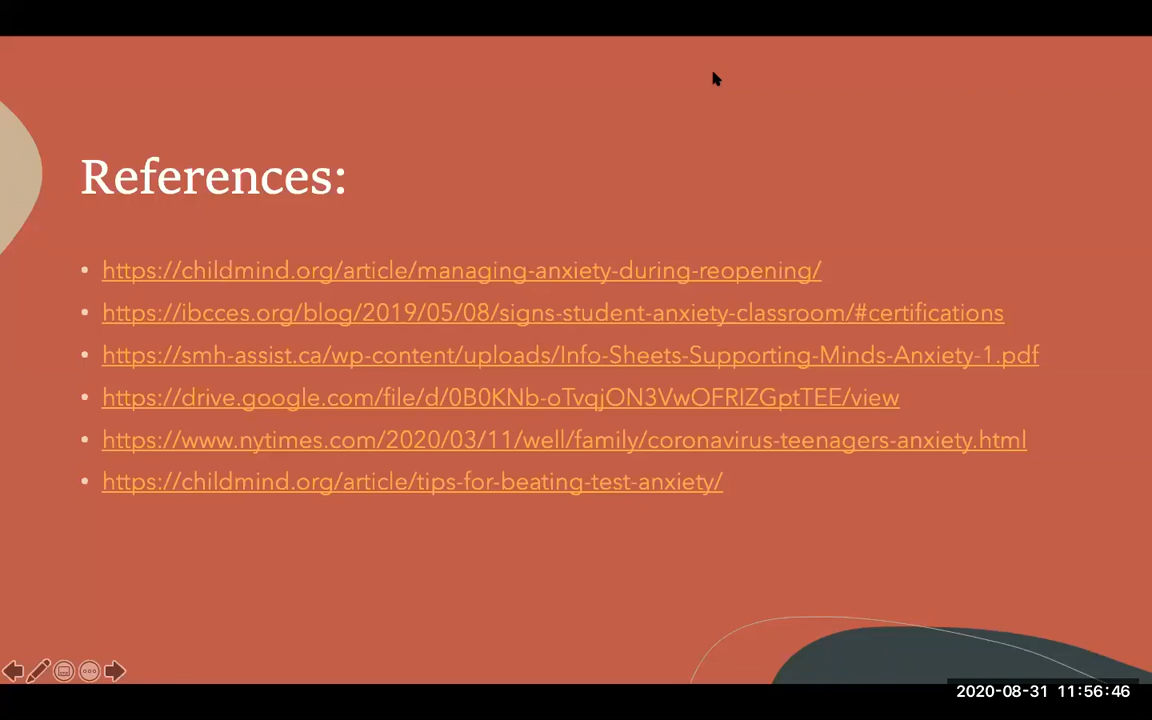 References:
• https://childmind.org/article/managing-anxiety-during-reopening/
• https://ibcces.org/blog/2019/05/08/signs-student-anxiety-classroom/#certifications
• https://smh-assist.ca/wp-content/uploads/Info-Sheets-Supporting-Minds-Anxiety-1.pdf
• https://drive.google.com/file/d/0B0KNb-oTvqjON3VwOFRIZGptTEE/view
• https://www.nytimes.com/2020/03/11/well/family/coronavirus-teenagers-anxiety.html
• https://childmind.org/article/tips-for-beating-test-anxiety/
2020-08-31 11:56:46